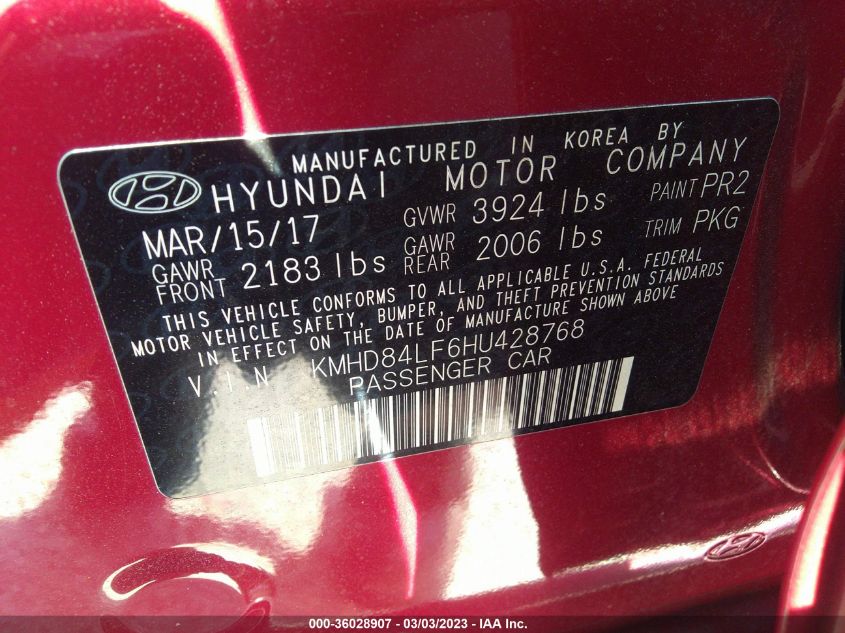 MANUFACTURED IN KOREA BY
HYUNDAI MOTOR COMPANY
MAR/15/17 GVWR 3924 lbs PAINT PR2
GAWR FRONT 2183 lbs GAWR REAR 2006 lbs TRIM PKG
THIS VEHICLE CONFORMS TO ALL APPLICABLE U.S.A. FEDERAL
MOTOR VEHICLE SAFETY, BUMPER, AND THEFT PREVENTION STANDARDS
IN EFFECT ON THE DATE OF MANUFACTURE SHOWN ABOVE
V.I.N KMHD84LF6HU428768
PASSENGER CAR
000-36028907 - 03/03/2023 - IAA Inc.